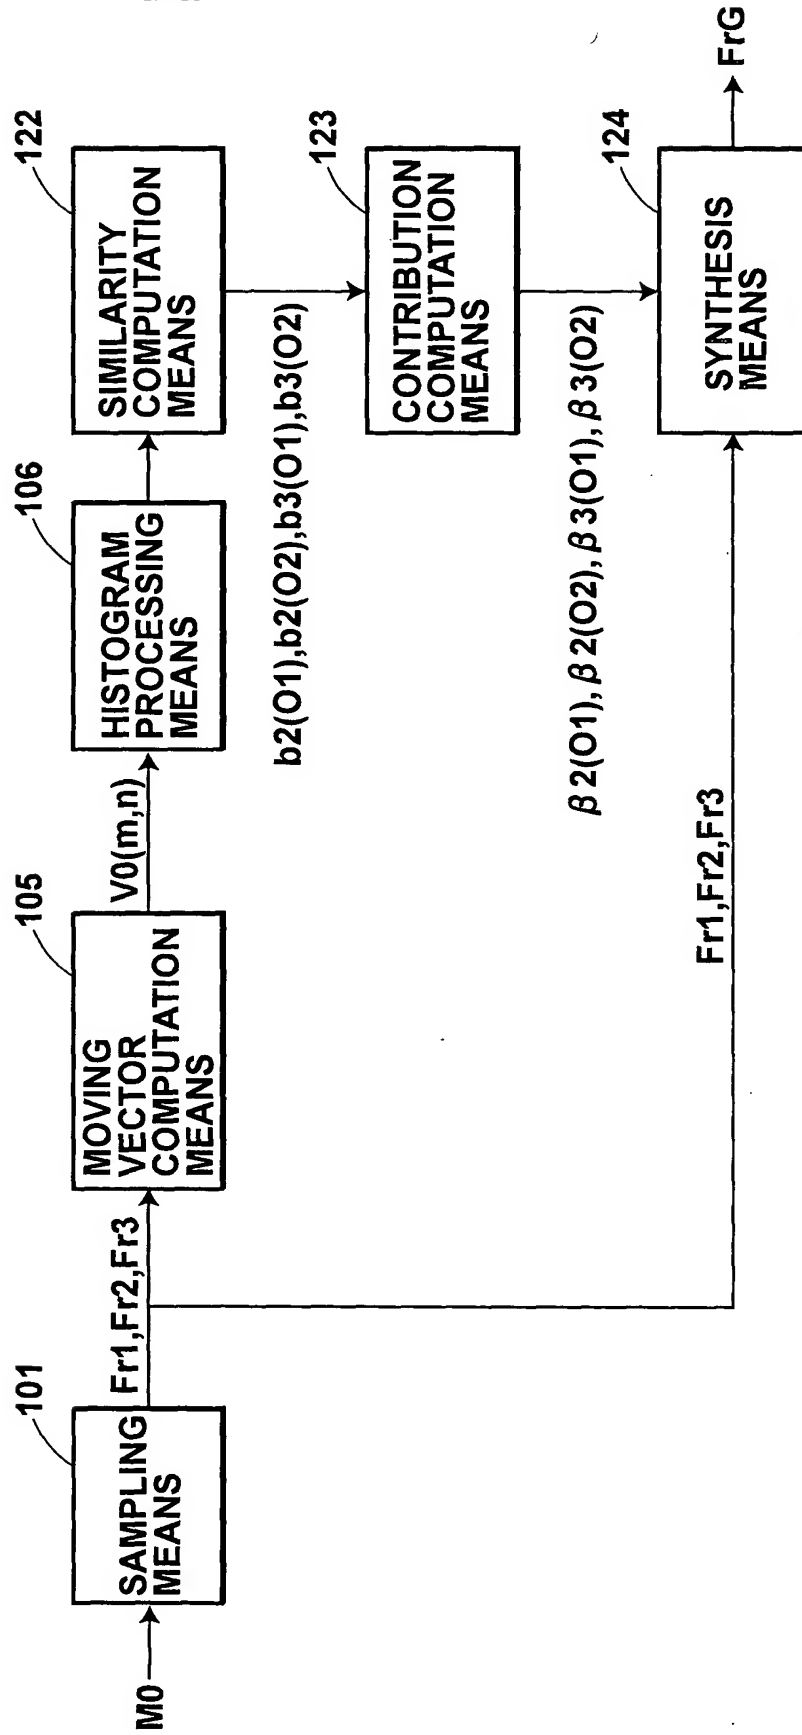 M0
101
SAMPLING
MEANS
Fr1,Fr2,Fr3
105
MOVING
VECTOR
COMPUTATION
MEANS
V0(m,n)
106
HISTOGRAM
PROCESSING
MEANS
122
SIMILARITY
COMPUTATION
MEANS
b2(O1),b2(O2),b3(O1),b3(O2)
123
CONTRIBUTION
COMPUTATION
MEANS
β2(O1),β2(O2),β3(O1),β3(O2)
Fr1,Fr2,Fr3
124
SYNTHESIS
MEANS
FrG